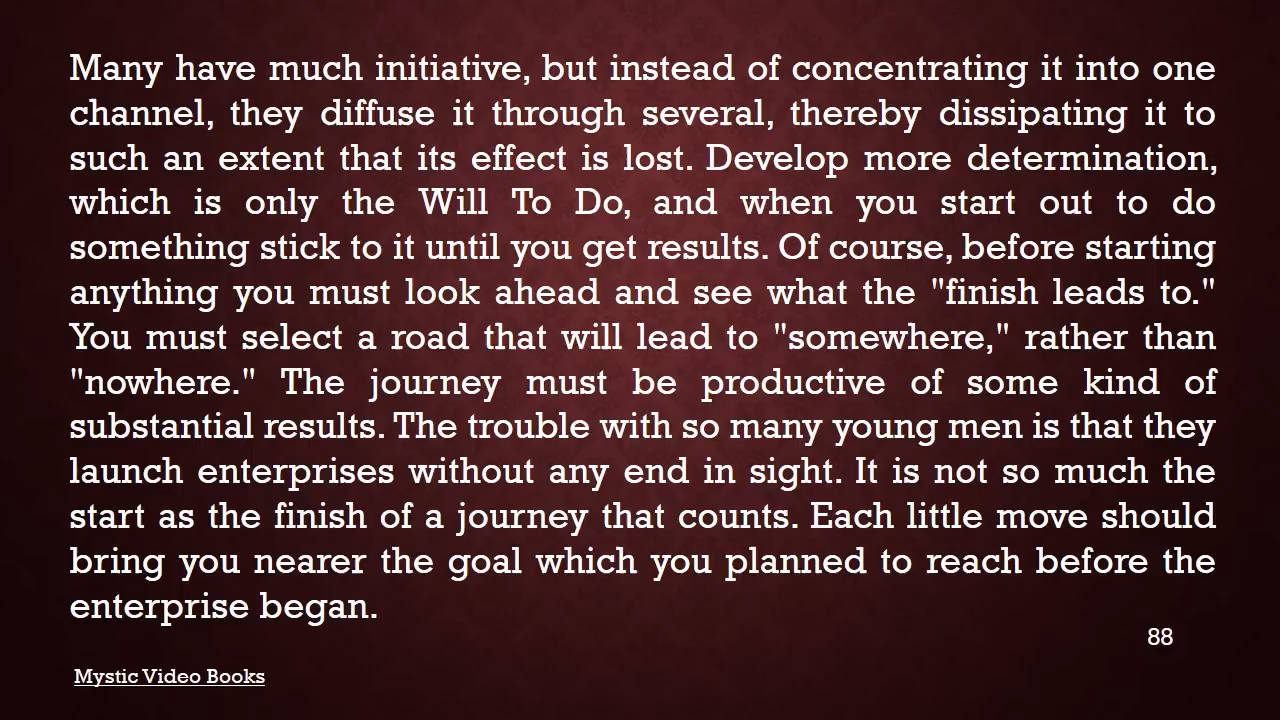 Many have much initiative, but instead of concentrating it into one
channel, they diffuse it through several, thereby dissipating it to
such an extent that its effect is lost. Develop more determination,
which is only the Will To Do, and when you start out to do
something stick to it until you get results. Of course, before starting
anything you must look ahead and see what the "finish leads to."
You must select a road that will lead to "somewhere," rather than
"nowhere." The journey must be productive of some kind of
substantial results. The trouble with so many young men is that they
launch enterprises without any end in sight. It is not so much the
start as the finish of a journey that counts. Each little move should
bring you nearer the goal which you planned to reach before the
enterprise began.
88
Mystic Video Books